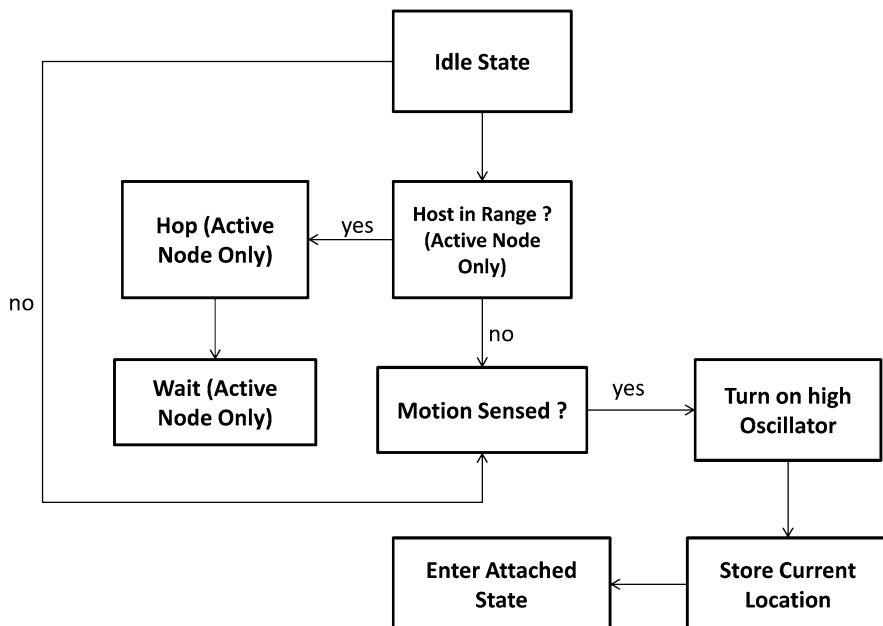 Idle State
Host in Range ?
(Active Node
Only)
yes
Hop (Active
Node Only)
no
no
Wait (Active
Node Only)
Motion Sensed ?
yes
Turn on high
Oscillator
Enter Attached
State
Store Current
Location